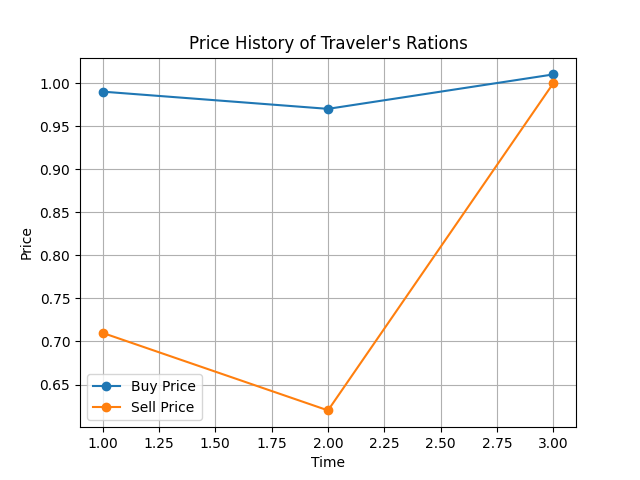 Price History of Traveler's Rations
Price
1.00
0.95
0.90
0.85
0.80
0.75
0.70
0.65
Buy Price
Sell Price
1.00 1.25 1.50 1.75 2.00 2.25 2.50 2.75 3.00
Time